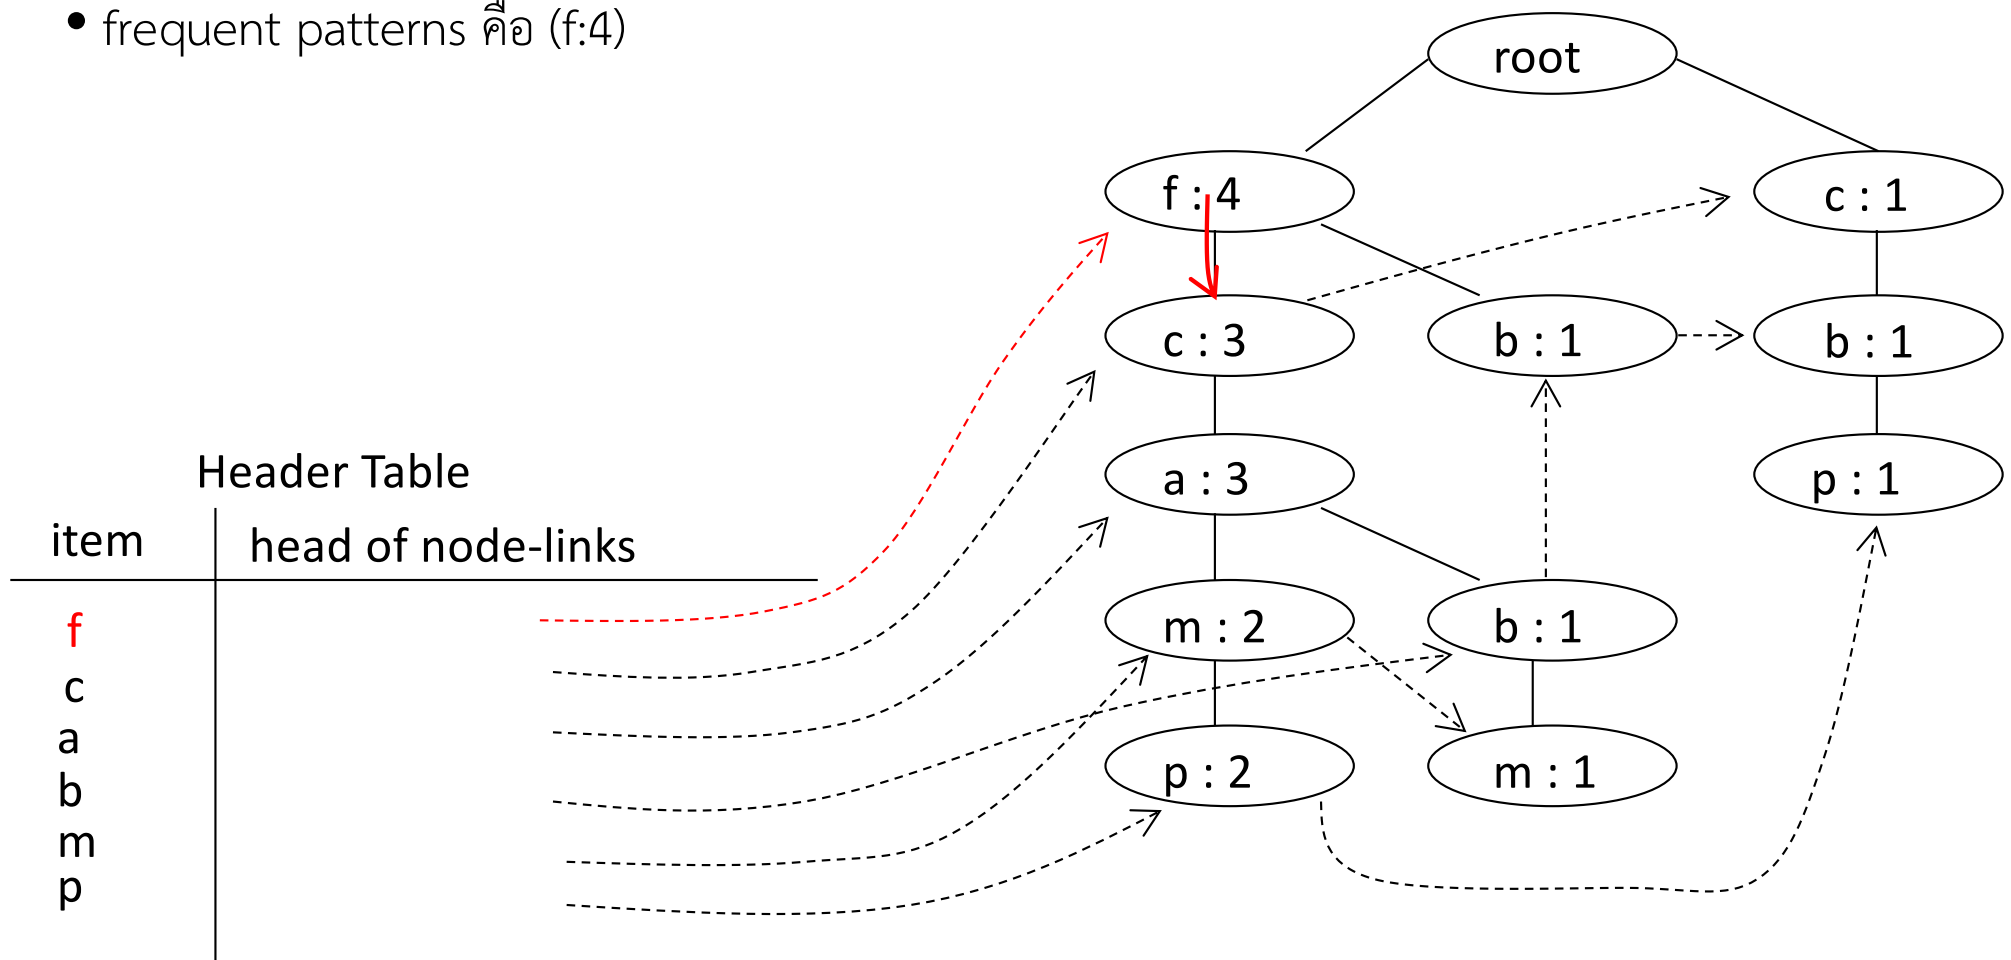 • frequent patterns คือ (f:4)
root
f : 4
c : 1
c : 3
b : 1
b : 1
a : 3
p : 1
Header Table
item
head of node-links
m : 2
b : 1
f
c
a
p : 2
m : 1
b
m
p